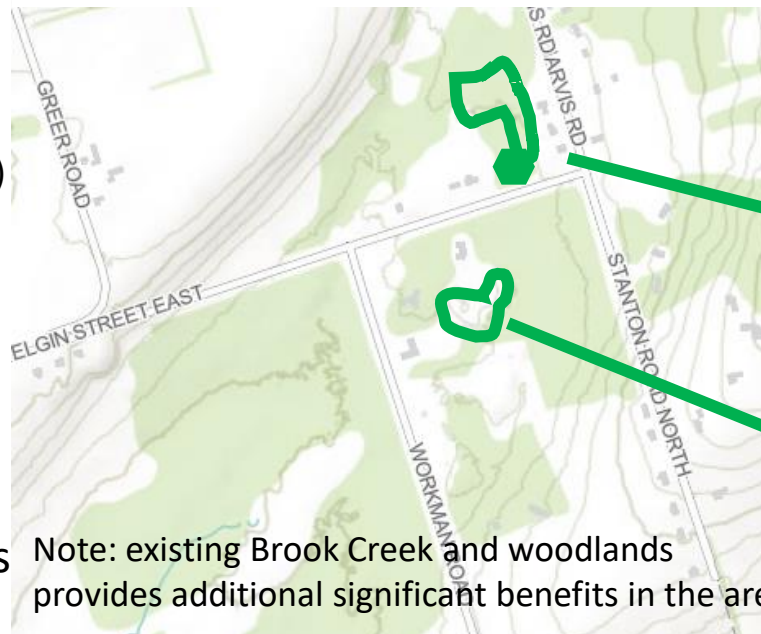 GREER ROAD
S RD ARVIS RD
)
ELGIN STREET EAST
STANTON ROAD NORTH
WORKMAN ROAD
s Note: existing Brook Creek and woodlands
provides additional significant benefits in the are